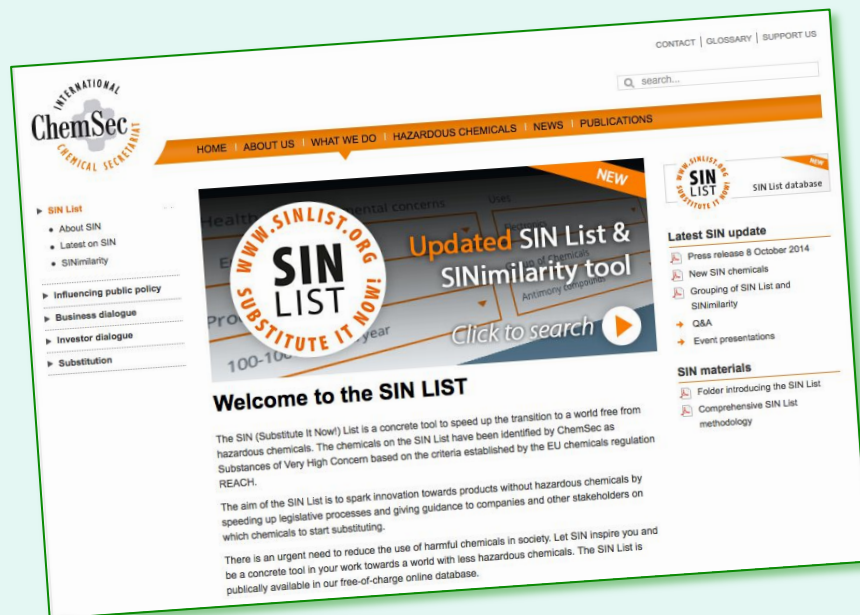 CONTACT | GLOSSARY | SUPPORT US
search...
INTERNATIONAL
ChemSec
CHEMICAL SECRETARIAT
HOME | ABOUT US | WHAT WE DO | HAZARDOUS CHEMICALS | NEWS | PUBLICATIONS
SIN List
About SIN
Latest on SIN
SINimilarity
Influencing public policy
Business dialogue
Investor dialogue
Substitution
NEW
Health
mental concerns
Uses
Updated SIN List &
SINimilarity tool
of Chemicals
Antimony compounds
WWW.SINLIST.ORG
SIN
LIST
SUBSTITUTE IT NOW!
Pro
year
100-100
Click to search
Welcome to the SIN LIST
The SIN (Substitute It Now!) List is a concrete tool to speed up the transition to a world free from
hazardous chemicals. The chemicals on the SIN List have been identified by ChemSec as
Substances of Very High Concern based on the criteria established by the EU chemicals regulation
REACH.
The aim of the SIN List is to spark innovation towards products without hazardous chemicals by
speeding up legislative processes and giving guidance to companies and other stakeholders on
which chemicals to start substituting.
There is an urgent need to reduce the use of harmful chemicals in society. Let SIN inspire you and
be a concrete tool in your work towards a world with less hazardous chemicals. The SIN List is
publically available in our free-of-charge online database.
WWW.SINLIST.ORG
SIN
LIST
SUBSTITUTE IT NOW!
NEW
SIN List database
Latest SIN update
Press release 8 October 2014
New SIN chemicals
Grouping of SIN List and
SINimilarity
Q&A
Event presentations
SIN materials
Folder introducing the SIN List
Comprehensive SIN List
methodology